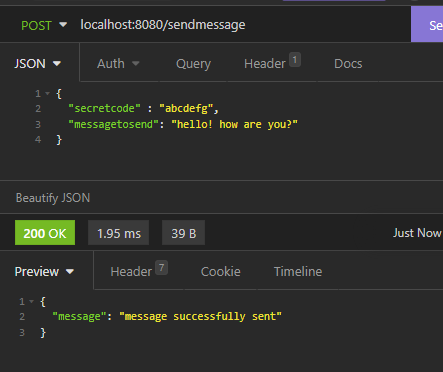 POST localhost:8080/sendmessage Se
JSON Auth Query Header 1 Docs
1 {
2 "secretcode" : "abcdefg",
3 "messagetosend": "hello! how are you?"
4 }
Beautify JSON
200 OK 1.95 ms 39 B Just Now
Preview Header 7 Cookie Timeline
1 {
2 "message": "message successfully sent"
3 }